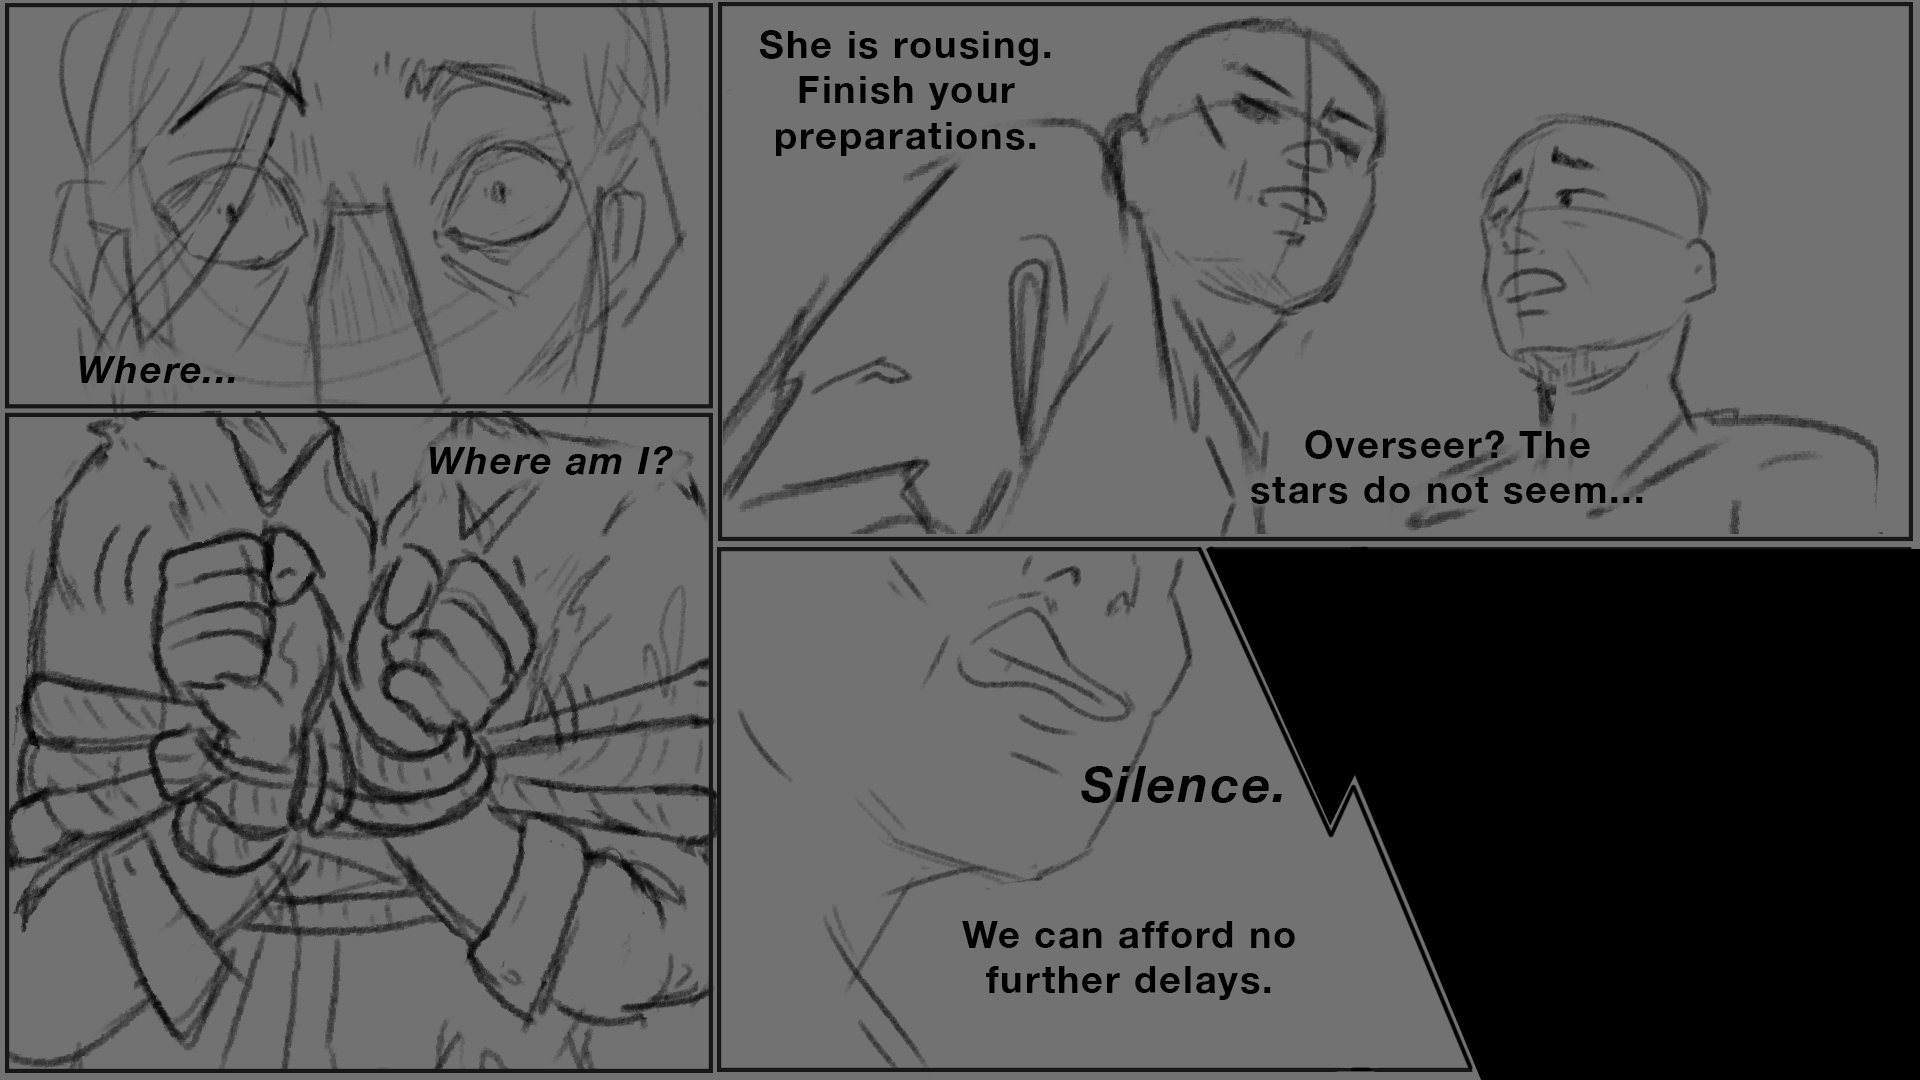 Where...
Where am I?
She is rousing.
Finish your
preparations.
Overseer? The
stars do not seem...
Silence.
We can afford no
further delays.